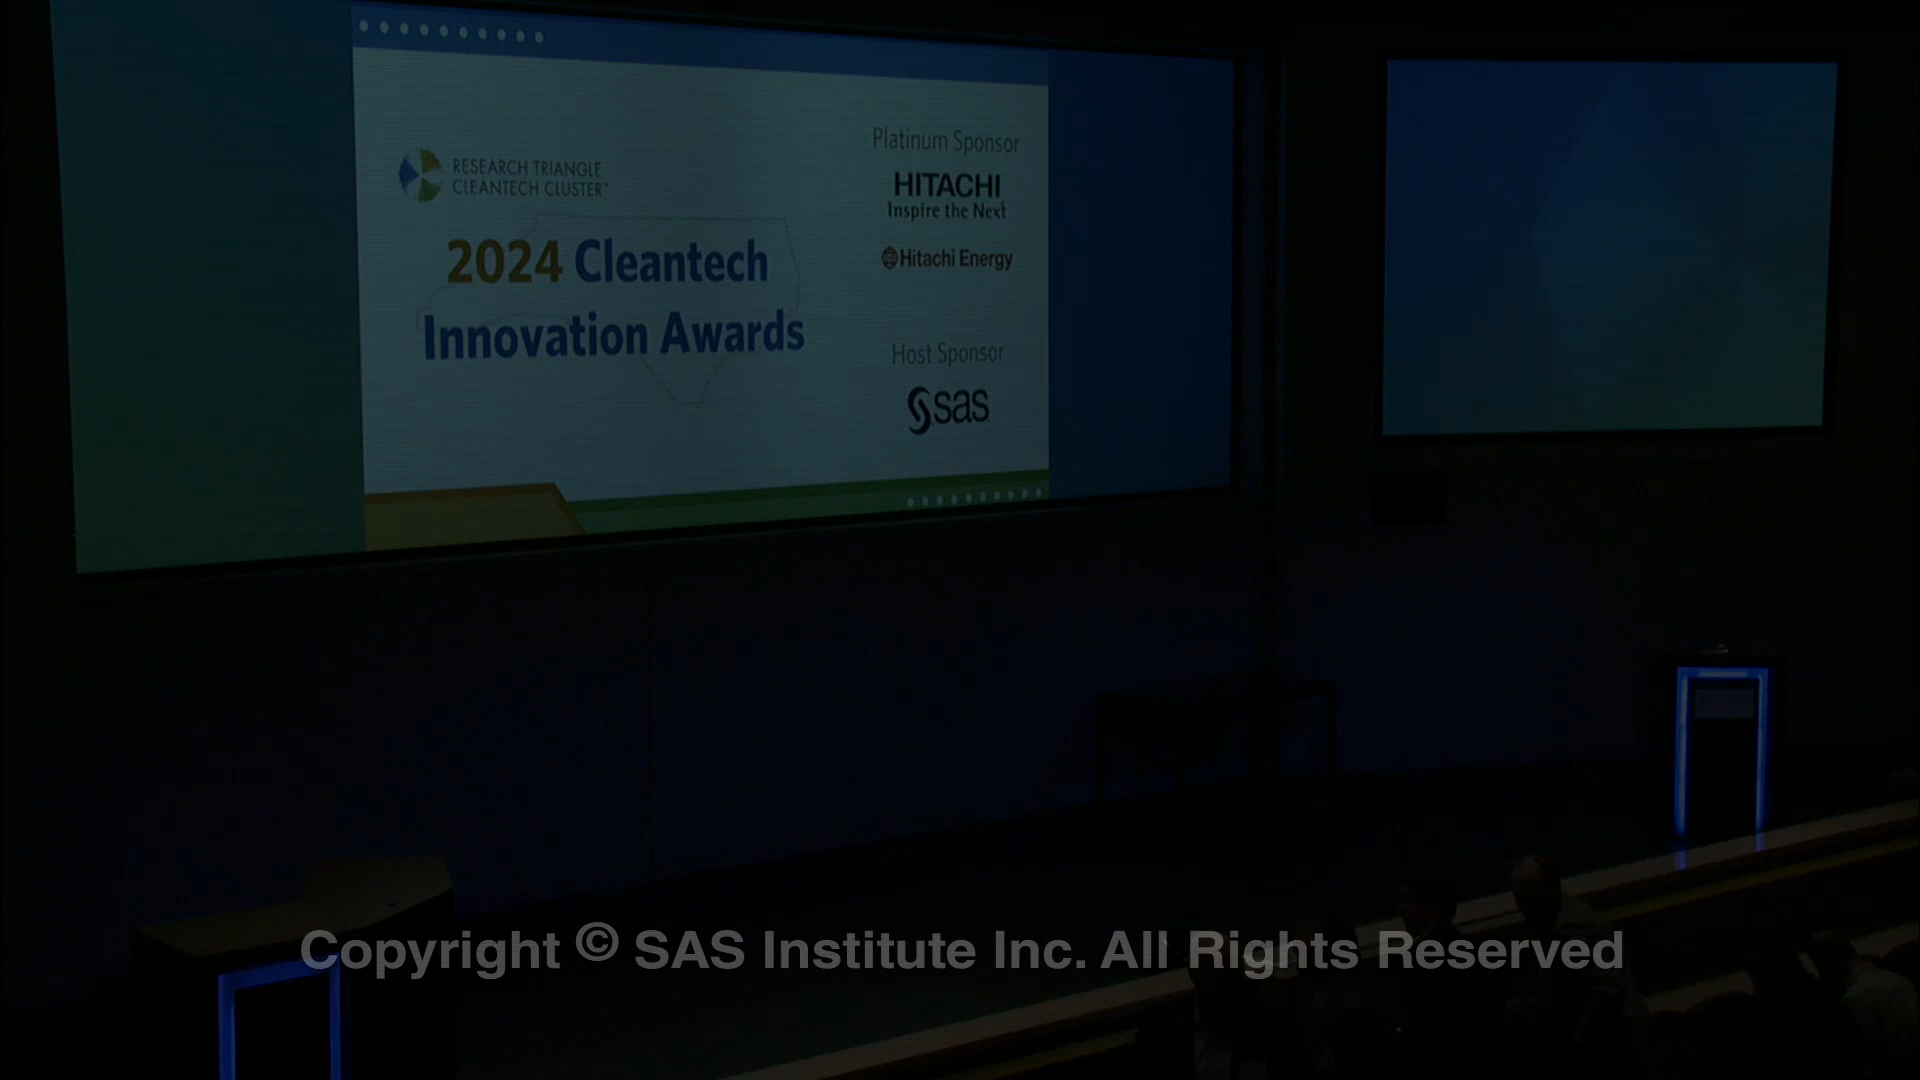 RESEARCH TRIANGLE
CLEANTECH CLUSTER™
2024 Cleantech
Innovation Awards
Platinum Sponsor
HITACHI
Inspire the Next
Hitachi Energy
Host Sponsor
sas
Copyright © SAS Institute Inc. All Rights Reserved